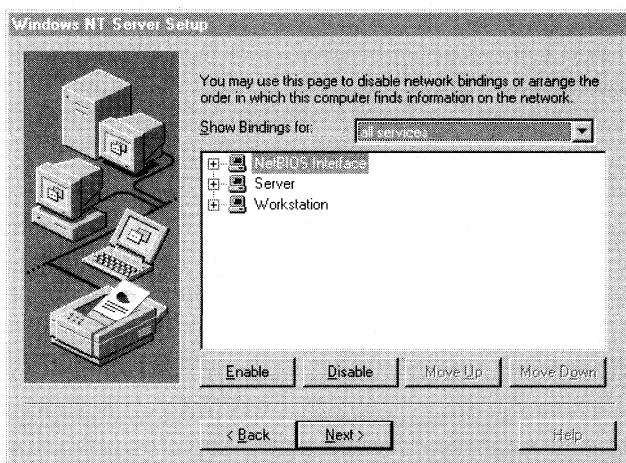 Windows NT Server Setup
You may use this page to disable network bindings or arrange the
order in which this computer finds information on the network.
Show Bindings for:
all services
NetBIOS Interface
Server
Workstation
Enable
Disable
Move Up
Move Down
< Back
Next >
Help